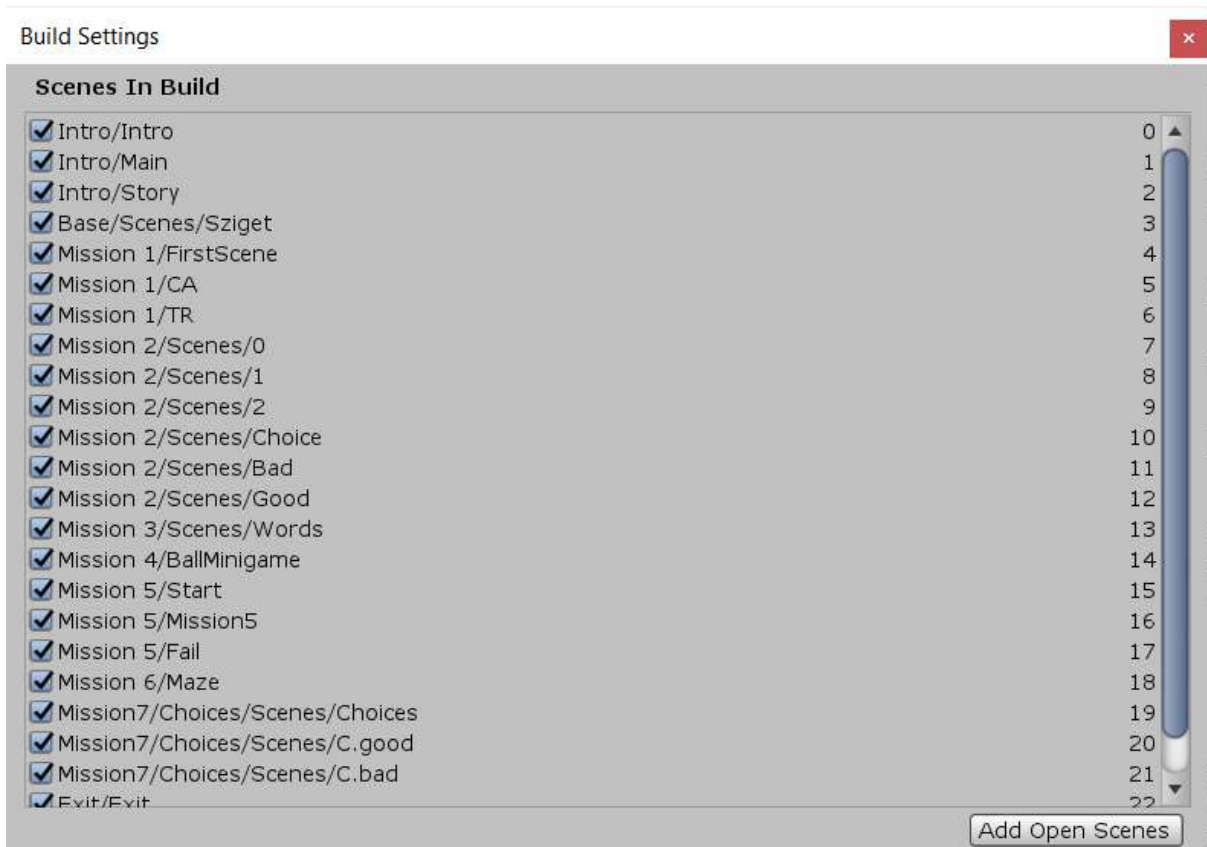 Build Settings
Scenes In Build
Intro/Intro 0
Intro/Main 1
Intro/Story 2
Base/Scenes/Sziget 3
Mission 1/FirstScene 4
Mission 1/CA 5
Mission 1/TR 6
Mission 2/Scenes/0 7
Mission 2/Scenes/1 8
Mission 2/Scenes/2 9
Mission 2/Scenes/Choice 10
Mission 2/Scenes/Bad 11
Mission 2/Scenes/Good 12
Mission 3/Scenes/Words 13
Mission 4/BallMinigame 14
Mission 5/Start 15
Mission 5/Mission5 16
Mission 5/Fail 17
Mission 6/Maze 18
Mission7/Choices/Scenes/Choices 19
Mission7/Choices/Scenes/C.good 20
Mission7/Choices/Scenes/C.bad 21
Exit/Exit 22
Add Open Scenes